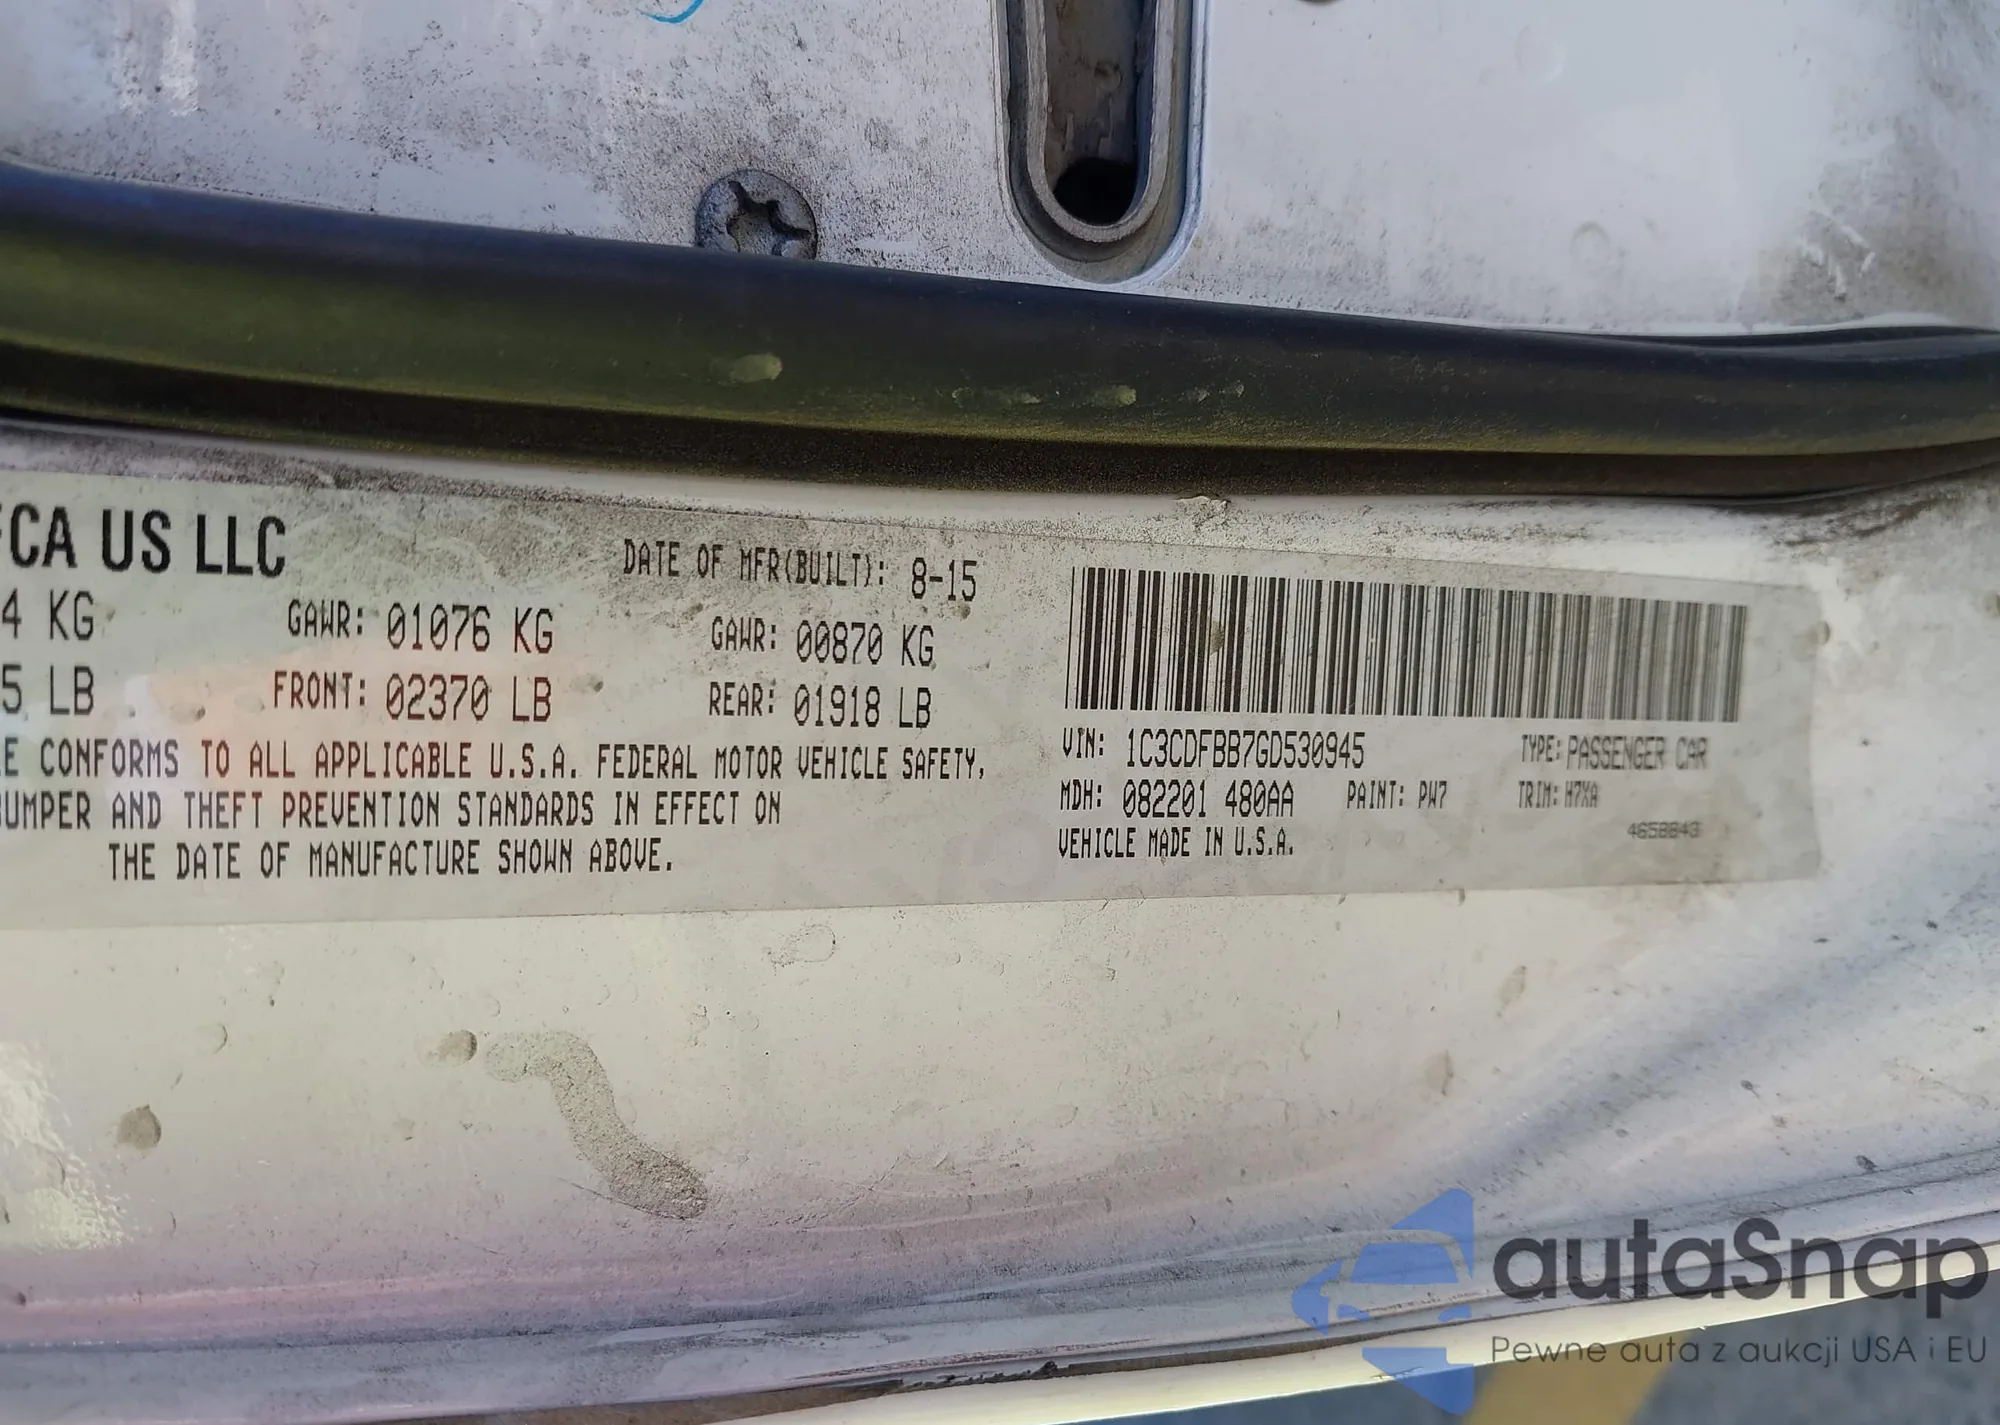 FCA US LLC
DATE OF MFR(BUILT): 8-15
4 KG GAWR: 01076 KG GAWR: 00870 KG
5 LB FRONT: 02370 LB REAR: 01918 LB
E CONFORMS TO ALL APPLICABLE U.S.A. FEDERAL MOTOR VEHICLE SAFETY,
BUMPER AND THEFT PREVENTION STANDARDS IN EFFECT ON
THE DATE OF MANUFACTURE SHOWN ABOVE.
VIN: 1C3CDFBB7GD530945 TYPE: PASSENGER CAR
MDH: 082201 480AA PAINT: PW7 TRIM: H7XA
VEHICLE MADE IN U.S.A.
4658843
autaSnap
Pewne auta z aukcji USA i EU